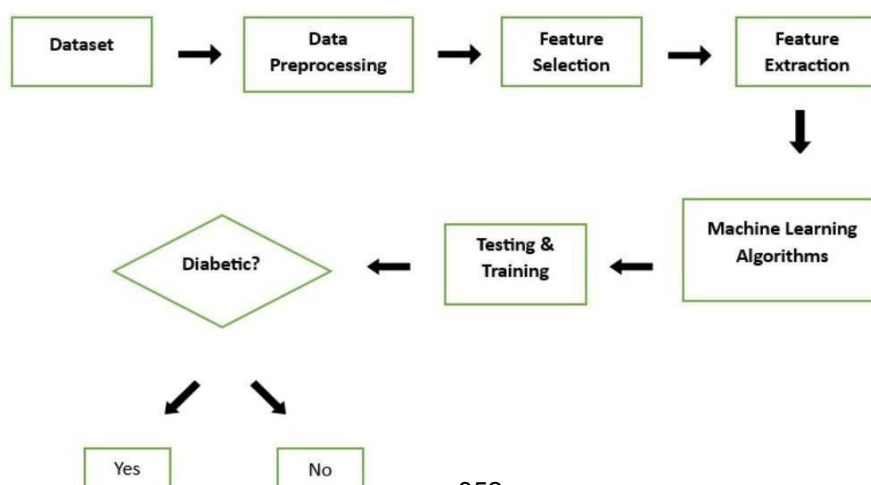 Dataset
Data
Preprocessing
Feature
Selection
Feature
Extraction
Machine Learning
Algorithms
Testing &
Training
Diabetic?
Yes
No